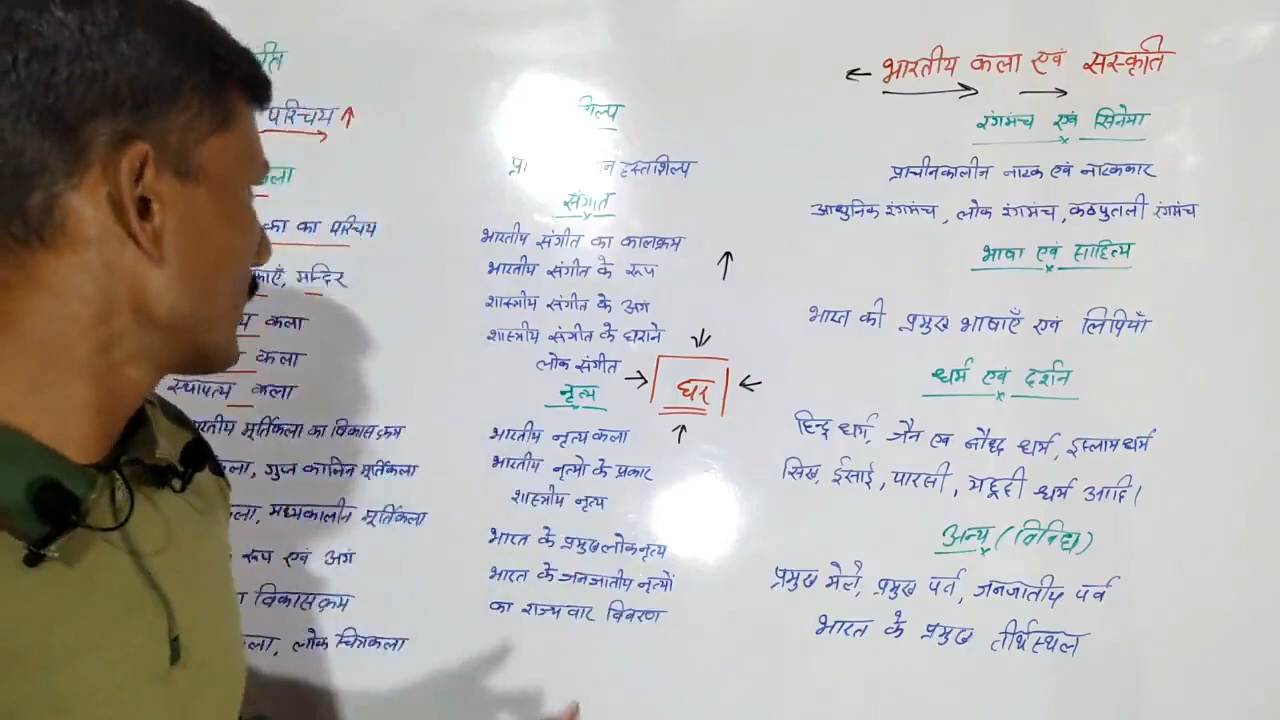 परिचय
कला
का का परिचय
मन्दिर
कला
कला
स्थापत्य कला
मूर्तिकला का विकासक्रम
गुप्त कालिन मूर्तिकला
मध्यकालीन मूर्तिकला
रूप एवं अंग
विकासक्रम
लोक चित्रकला
शिल्प
हस्तशिल्प
संगीत
भारतीय संगीत का कालक्रम
भारतीय संगीत के रूप
शास्त्रीय संगीत के अंग
शास्त्रीय संगीत के घराने
लोक संगीत
घर
नृत्य
भारतीय नृत्य कला
भारतीय नृत्यो के प्रकार
शास्त्रीय नृत्य
भारत के प्रमुख लोकनृत्य
भारत के जनजातीय नृत्यों
का राज्यवार विवरण
भारतीय कला एवं संस्कृति
रंगमंच एवं सिनेमा
प्राचीनकालीन नाटक एवं नाटककार
आधुनिक रंगमंच, लोक रंगमंच, कठपुतली रंगमंच
भाषा एवं साहित्य
भारत की प्रमुख भाषाएँ एवं लिपियाँ
धर्म एवं दर्शन
हिन्दू धर्म, जैन एवं बौद्ध धर्म, इस्लाम धर्म
सिख, ईसाई, पारसी, यहूदी धर्म आदि।
अन्य (विविध)
प्रमुख मेले, प्रमुख पर्व, जनजातीय पर्व
भारत के प्रमुख तीर्थस्थल